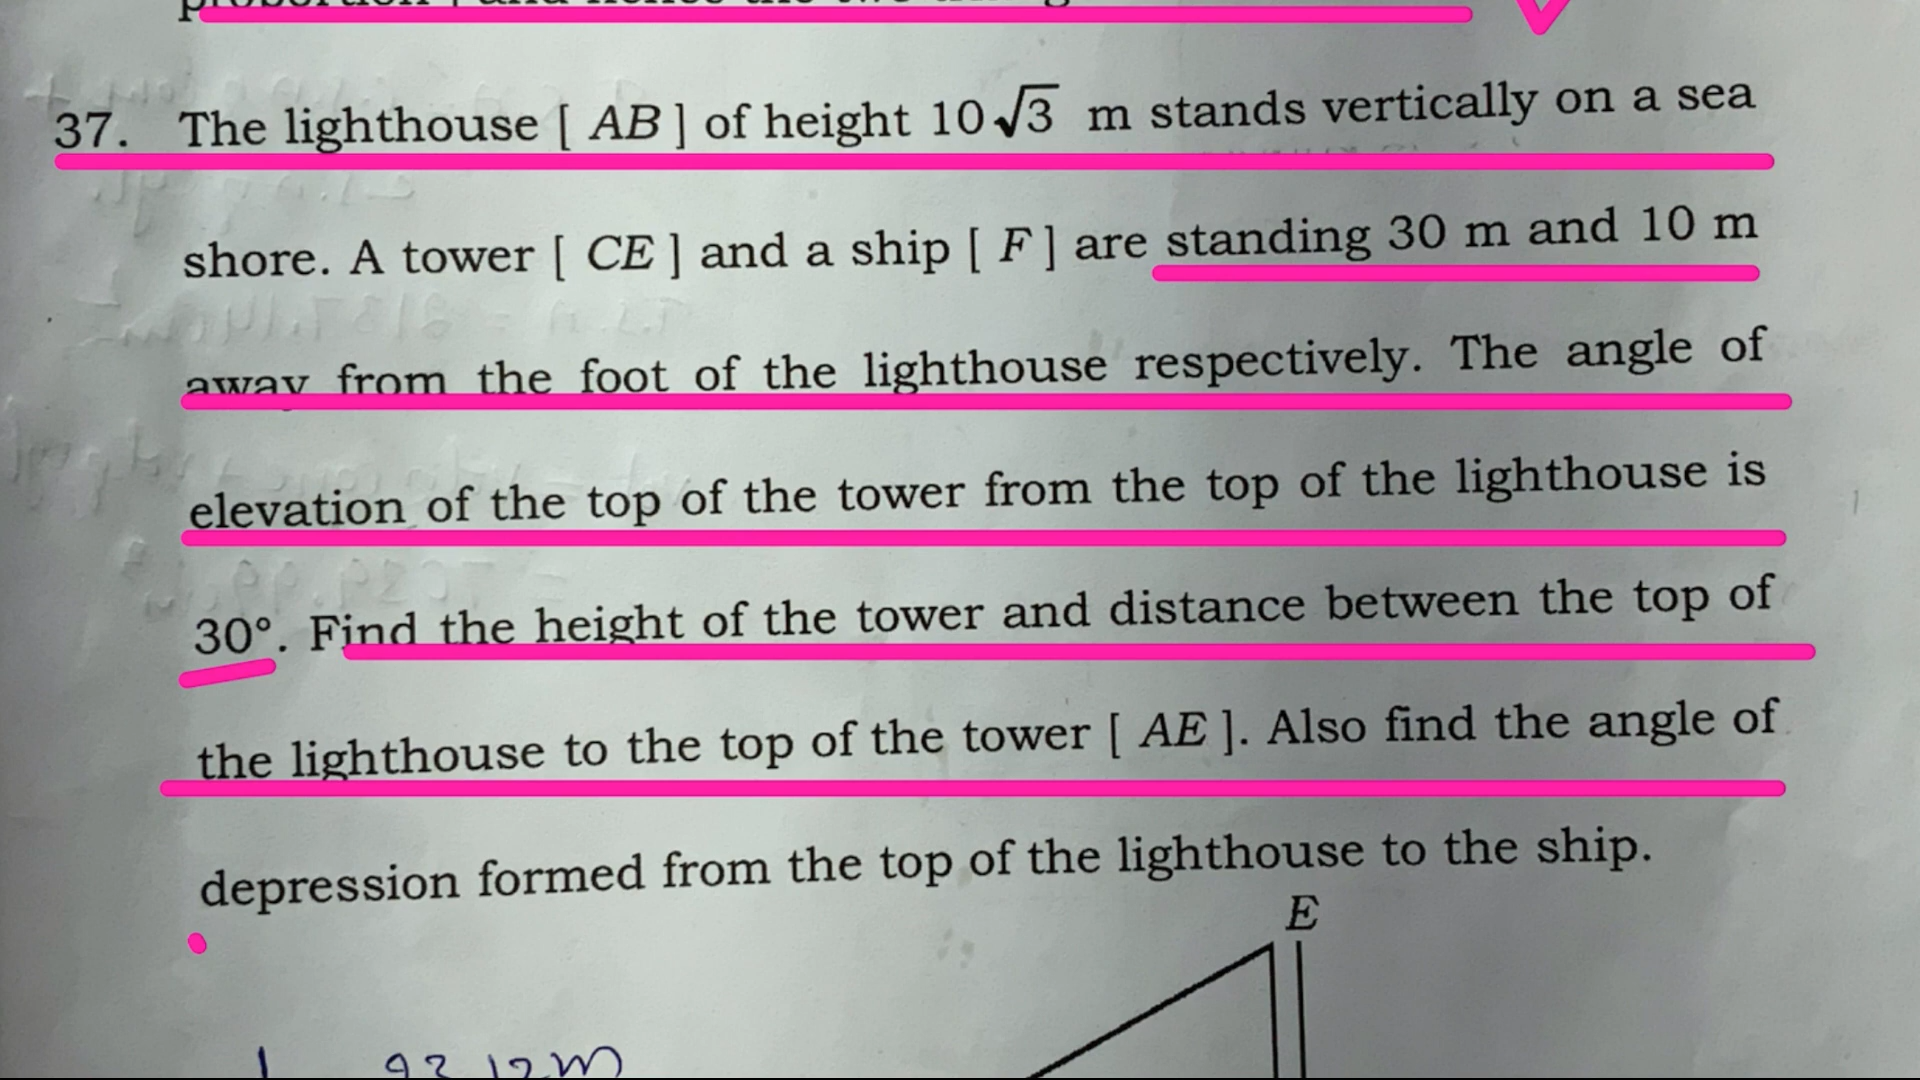 37. The lighthouse [ AB ] of height 10√3 m stands vertically on a sea
shore. A tower [ CE ] and a ship [ F ] are standing 30 m and 10 m
away from the foot of the lighthouse respectively. The angle of
elevation of the top of the tower from the top of the lighthouse is
30°. Find the height of the tower and distance between the top of
the lighthouse to the top of the tower [ AE ]. Also find the angle of
depression formed from the top of the lighthouse to the ship.
E